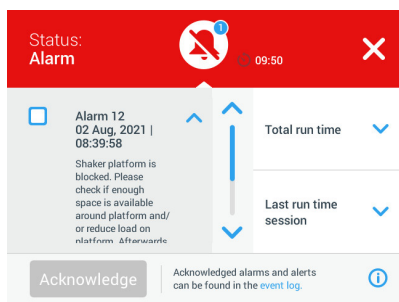 Status:
Alarm
1
09:50
Alarm 12
02 Aug, 2021 |
08:39:58
Shaker platform is
blocked. Please
check if enough
space is available
around platform and/
or reduce load on
platform. Afterwards
Total run time
Last run time
session
Acknowledge
Acknowledged alarms and alerts
can be found in the event log.